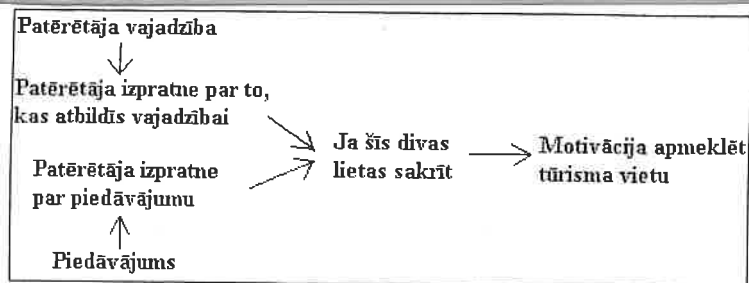 Patērētāja vajadzība
Patērētāja izpratne par to,
kas atbildīs vajadzībai
Patērētāja izpratne
par piedāvājumu
Piedāvājums
Ja šīs divas
lietas sakrīt
Motivācija apmeklēt
tūrisma vietu